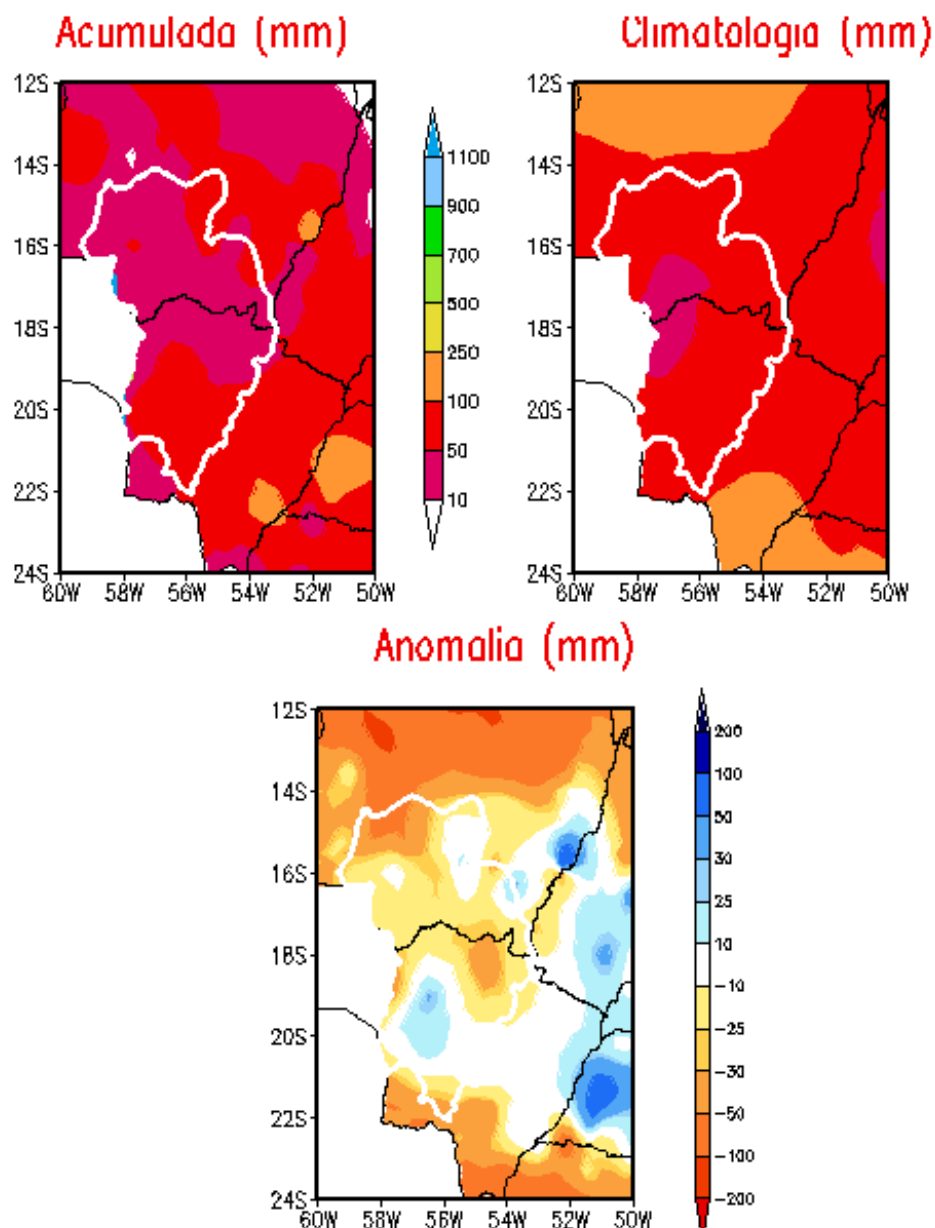 Acumulada (mm)
12S
14S
16S
18S
20S
22S
24S
60W 58W 56W 54W 52W 50W
1100
900
700
500
250
100
50
10
Climatologia (mm)
12S
14S
16S
18S
20S
22S
24S
60W 58W 56W 54W 52W 50W
Anomalia (mm)
12S
14S
16S
18S
20S
22S
24S
60W 58W 56W 54W 52W 50W
200
100
50
30
25
10
-10
-25
-30
-50
-100
-200